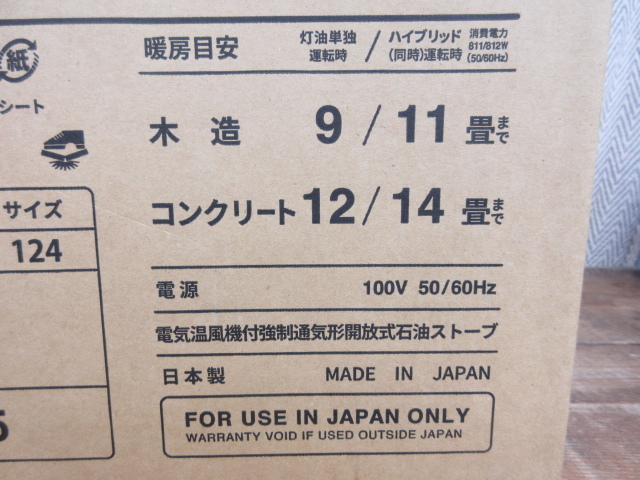 紙
シート
サイズ
124
5
暖房目安 灯油単独運転時 / ハイブリッド(同時)運転時 消費電力 811/812W (50/60Hz)
木造 9 / 11 畳まで
コンクリート 12 / 14 畳まで
電源 100V 50/60Hz
電気温風機付強制通気形開放式石油ストーブ
日本製 MADE IN JAPAN
FOR USE IN JAPAN ONLY
WARRANTY VOID IF USED OUTSIDE JAPAN